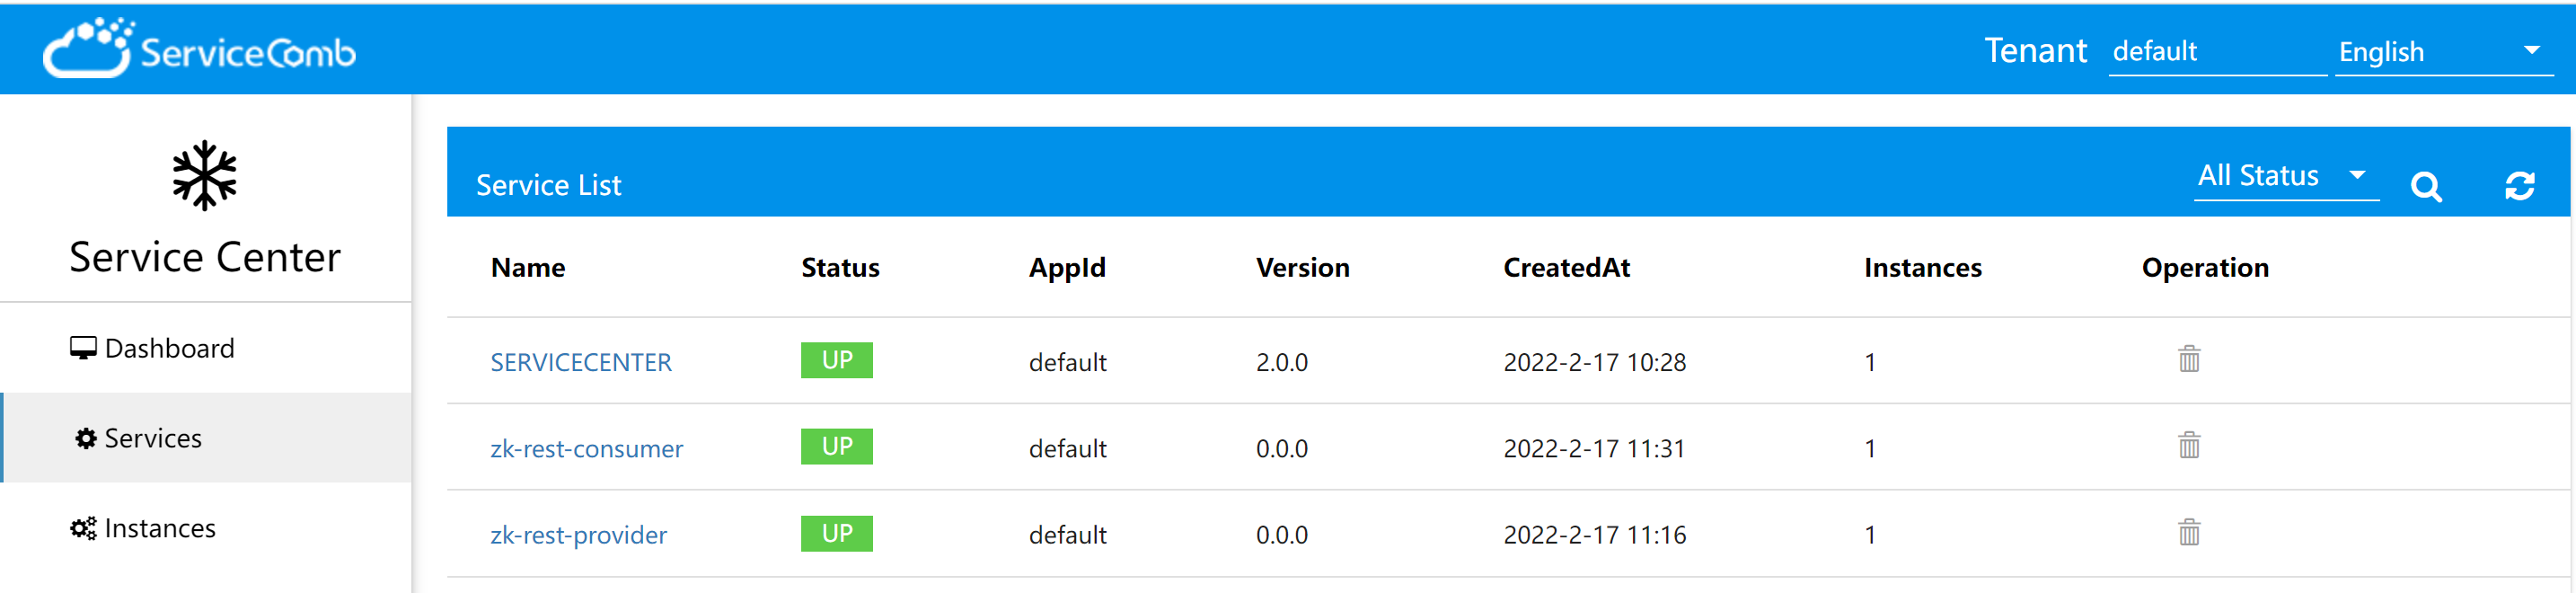 ServiceComb
Tenant default English
Service Center
Dashboard
Services
Instances
Service List All Status
Name Status AppId Version CreatedAt Instances Operation
SERVICECENTER UP default 2.0.0 2022-2-17 10:28 1
zk-rest-consumer UP default 0.0.0 2022-2-17 11:31 1
zk-rest-provider UP default 0.0.0 2022-2-17 11:16 1